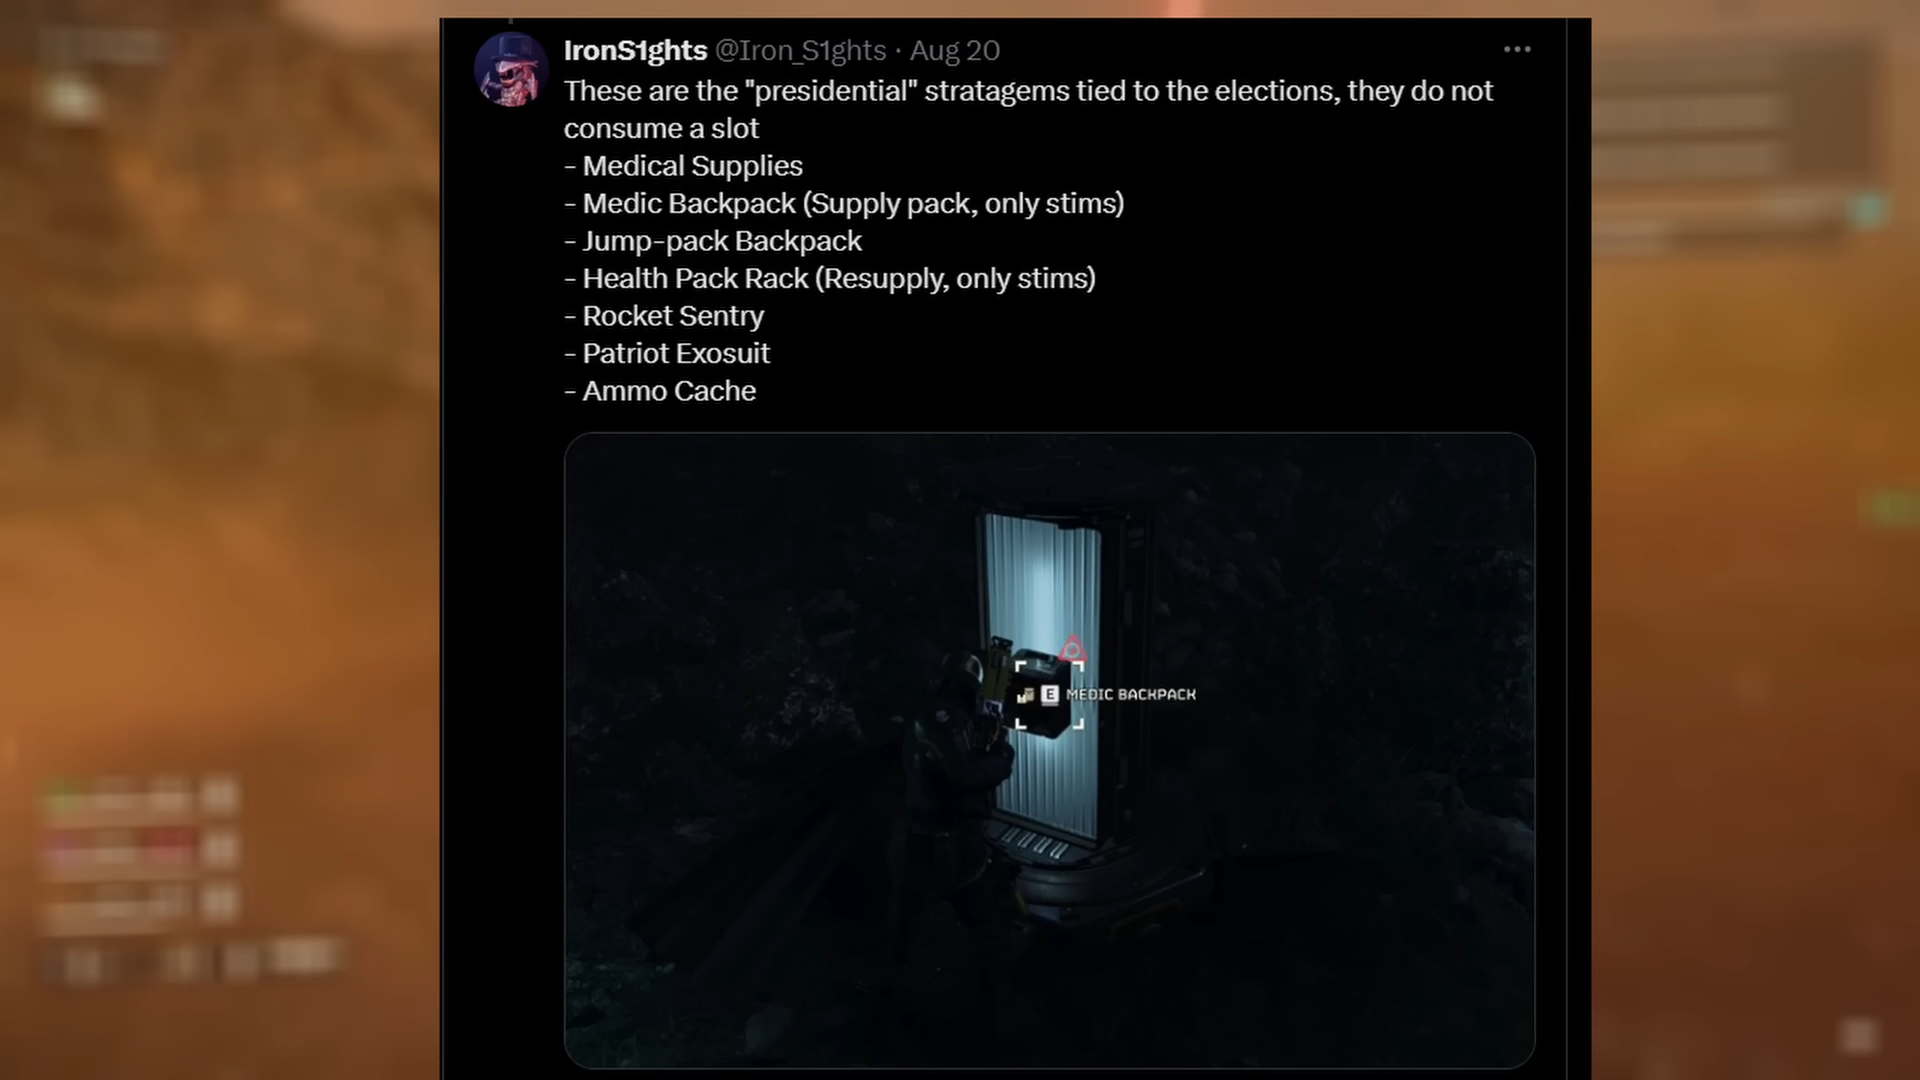 IronS1ghts @Iron_S1ghts · Aug 20
These are the "presidential" stratagems tied to the elections, they do not
consume a slot
- Medical Supplies
- Medic Backpack (Supply pack, only stims)
- Jump-pack Backpack
- Health Pack Rack (Resupply, only stims)
- Rocket Sentry
- Patriot Exosuit
- Ammo Cache
E MEDIC BACKPACK